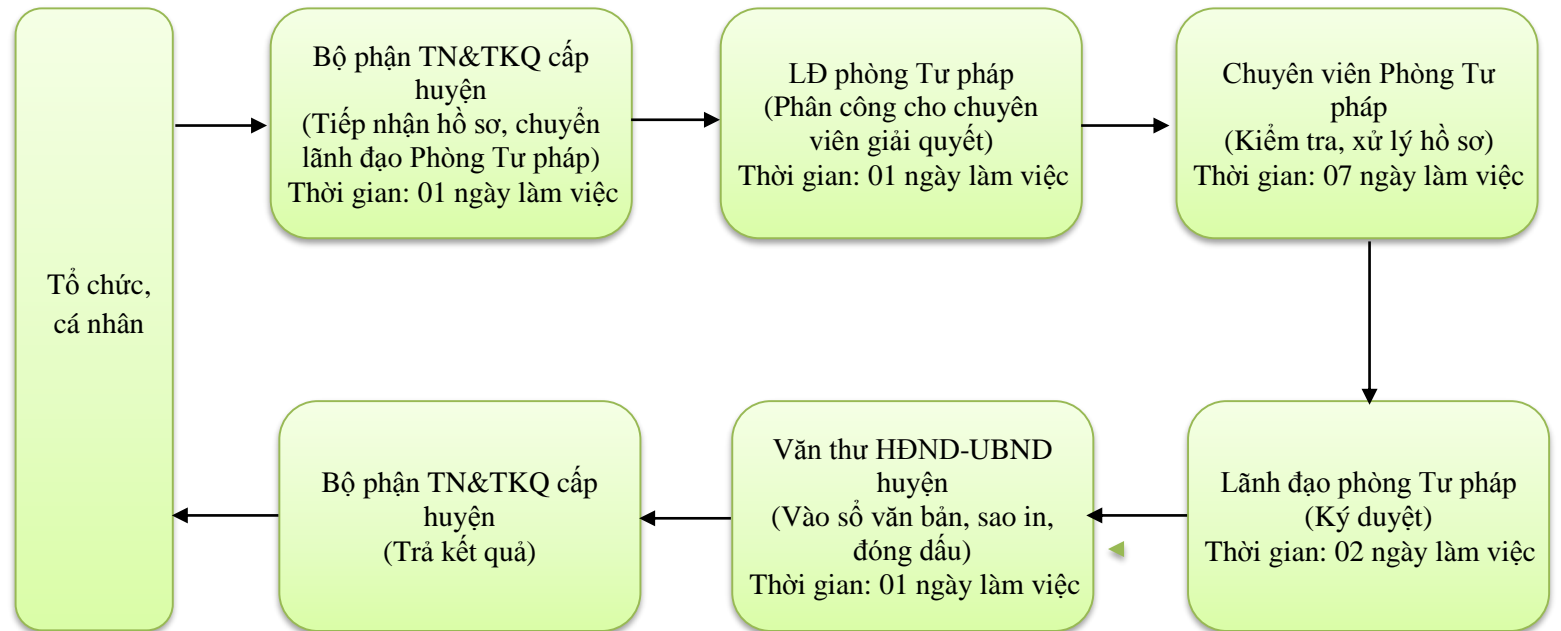 Tổ chức,
cá nhân
Bộ phận TN&TKQ cấp
huyện
(Tiếp nhận hồ sơ, chuyển
lãnh đạo Phòng Tư pháp)
Thời gian: 01 ngày làm việc
LĐ phòng Tư pháp
(Phân công cho chuyên
viên giải quyết)
Thời gian: 01 ngày làm việc
Chuyên viên Phòng Tư
pháp
(Kiểm tra, xử lý hồ sơ)
Thời gian: 07 ngày làm việc
Lãnh đạo phòng Tư pháp
(Ký duyệt)
Thời gian: 02 ngày làm việc
Văn thư HĐND-UBND
huyện
(Vào sổ văn bản, sao in,
đóng dấu)
Thời gian: 01 ngày làm việc
Bộ phận TN&TKQ cấp
huyện
(Trả kết quả)